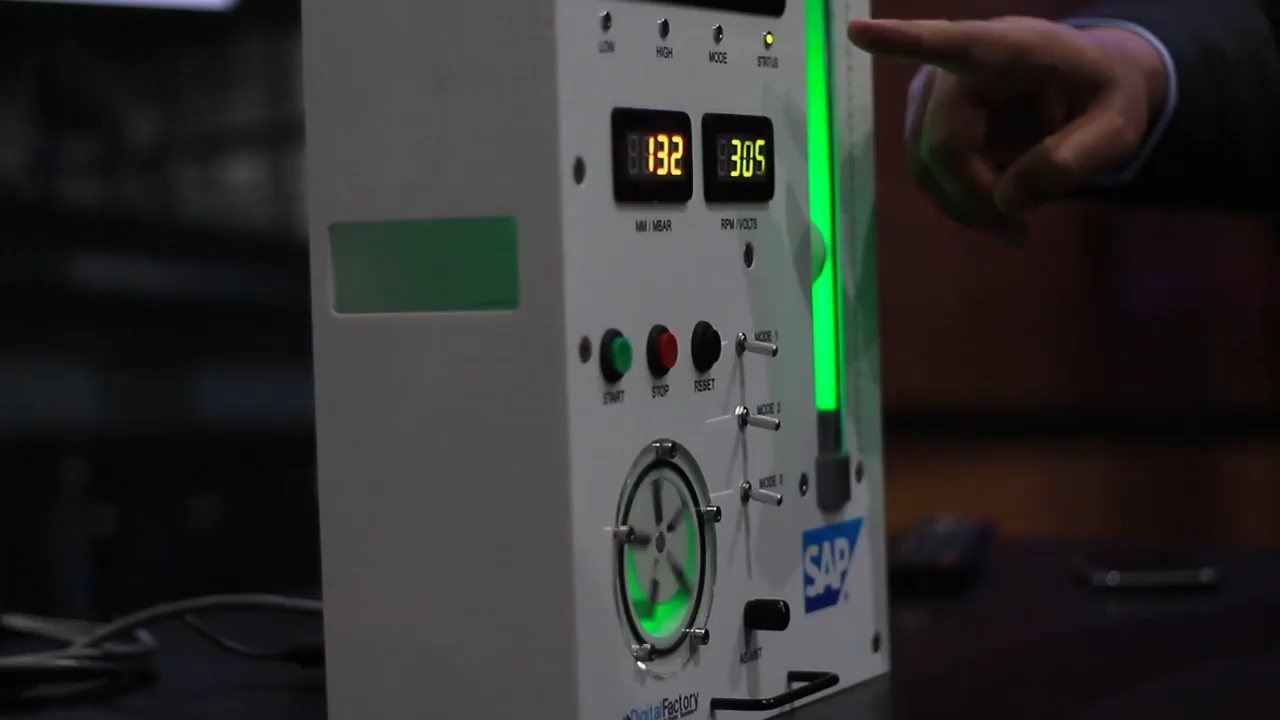 LOW HIGH MODE STATUS
132 305
MM / MBAR RPM / VOLTS
MODE 1
START STOP RESET
MODE 2
MODE 3
SAP
ADJUST
DigitalFactory